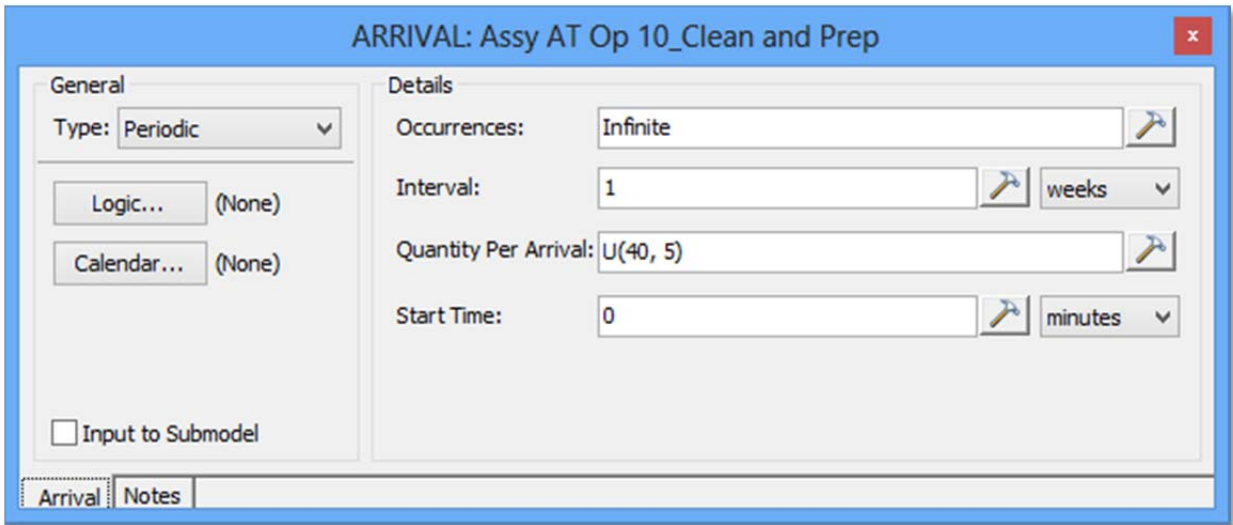 ARRIVAL: Assy AT Op 10_Clean and Prep
x
General
Type: Periodic
Logic... (None)
Calendar... (None)
Input to Submodel
Details
Occurrences: Infinite
Interval: 1 weeks
Quantity Per Arrival: U(40, 5)
Start Time: 0 minutes
Arrival Notes